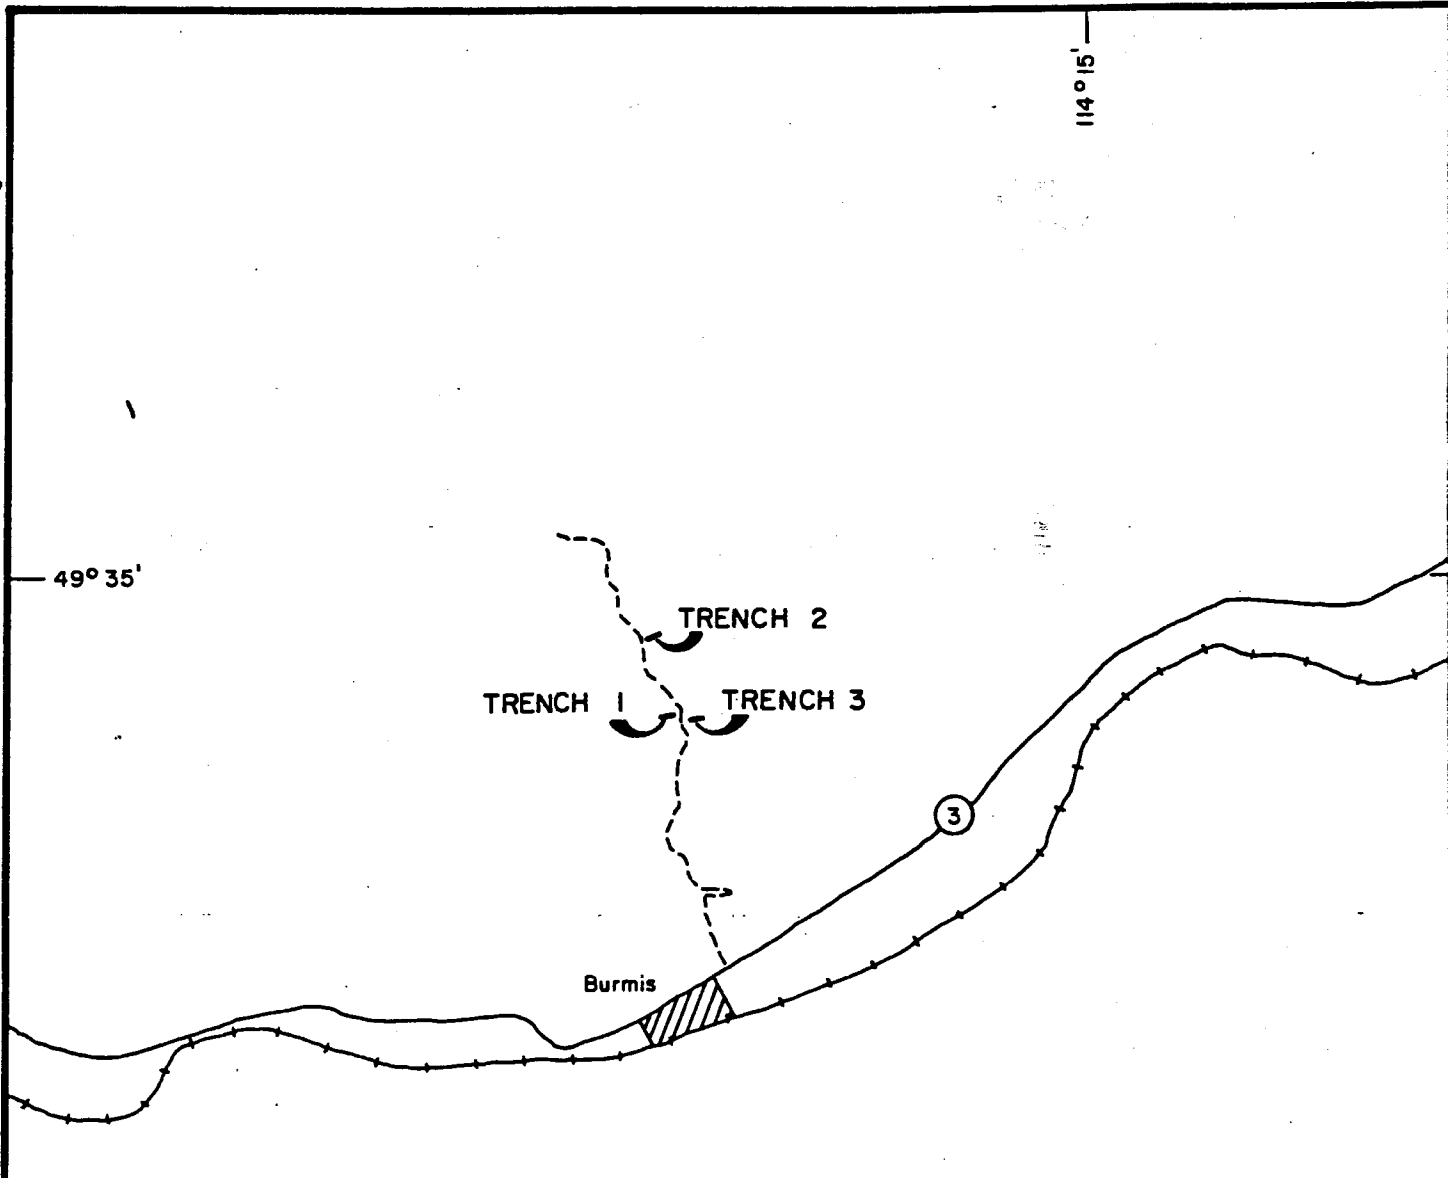 114° 15'
49° 35'
TRENCH 2
TRENCH 1
TRENCH 3
3
Burmis